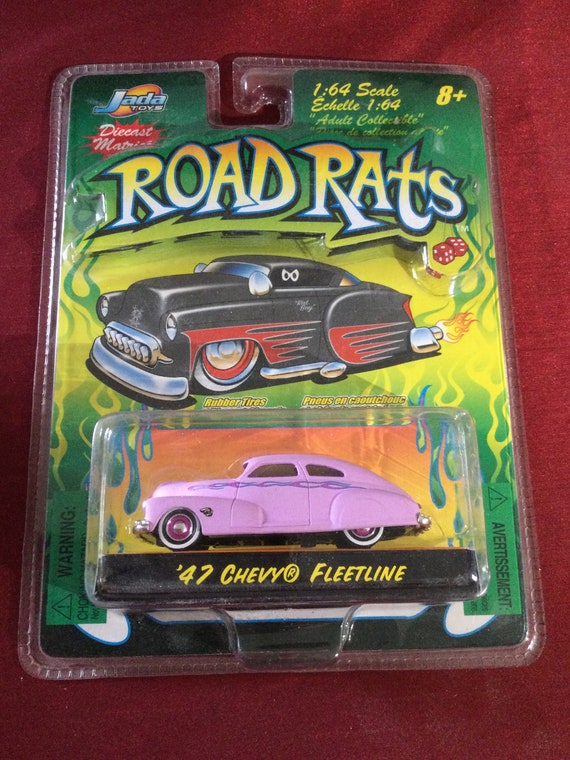 Jada
TOYS
Diecast
1:64 Scale
Echelle 1:64
"Adult Collectible"
8+
ROAD RATS
TM
Rubber Tires
Pneus en caoutchouc
WARNING:
AVERTISSEMENT:
'47 CHEVY® FLEETLINE